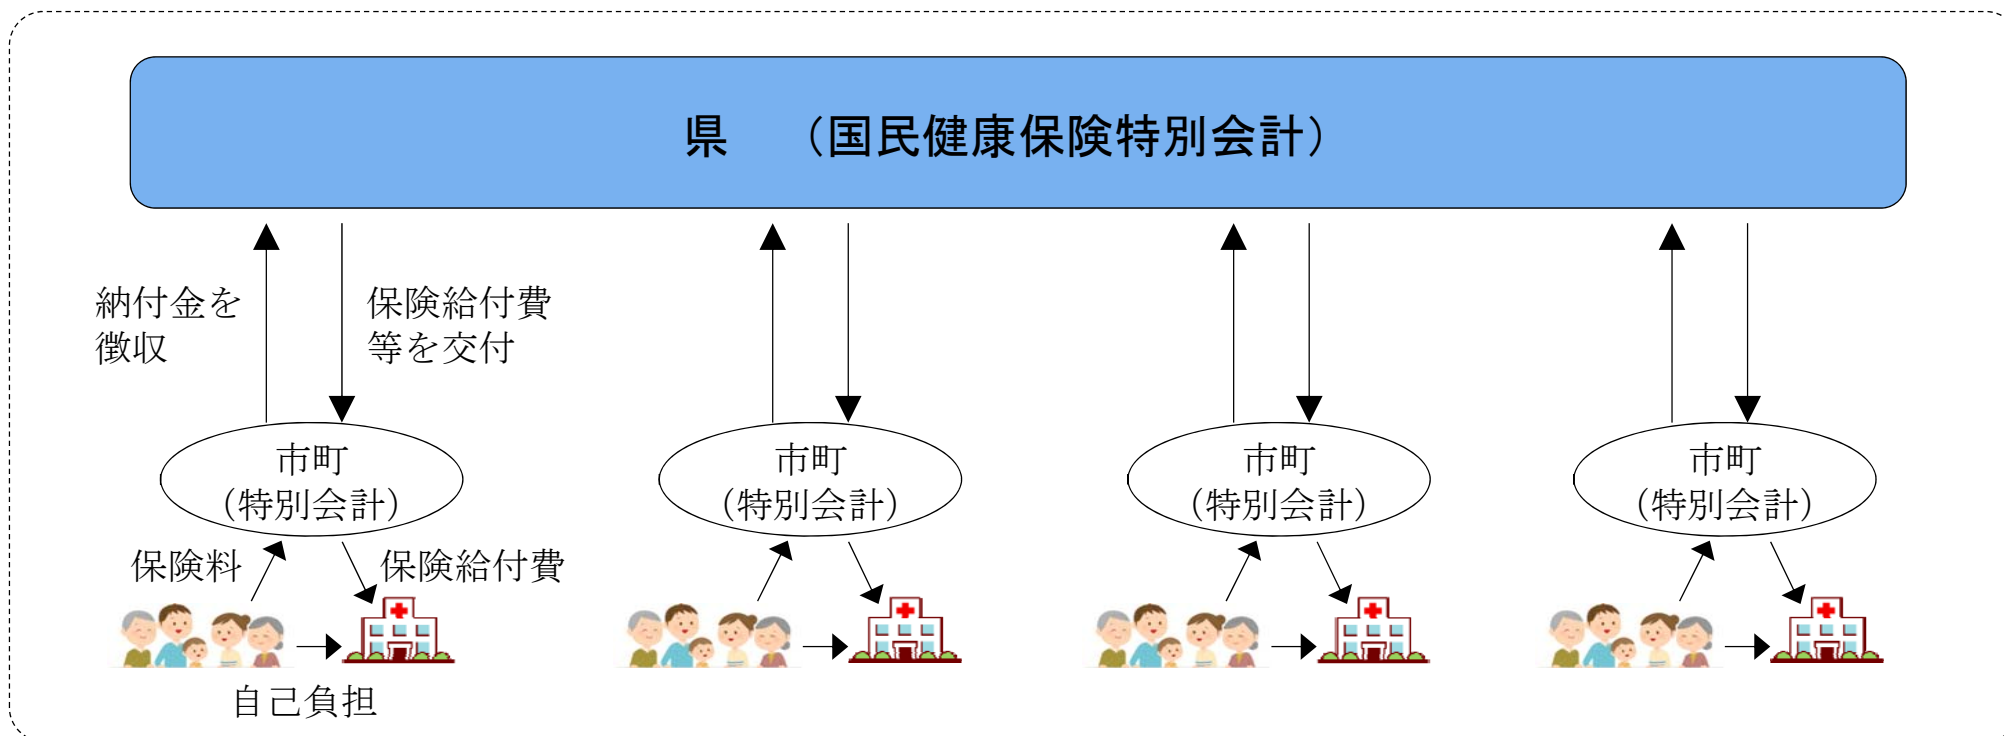 県　（国民健康保険特別会計）
納付金を
徴収
保険給付費
等を交付
市町
（特別会計）
市町
（特別会計）
市町
（特別会計）
市町
（特別会計）
保険料
保険給付費
自己負担